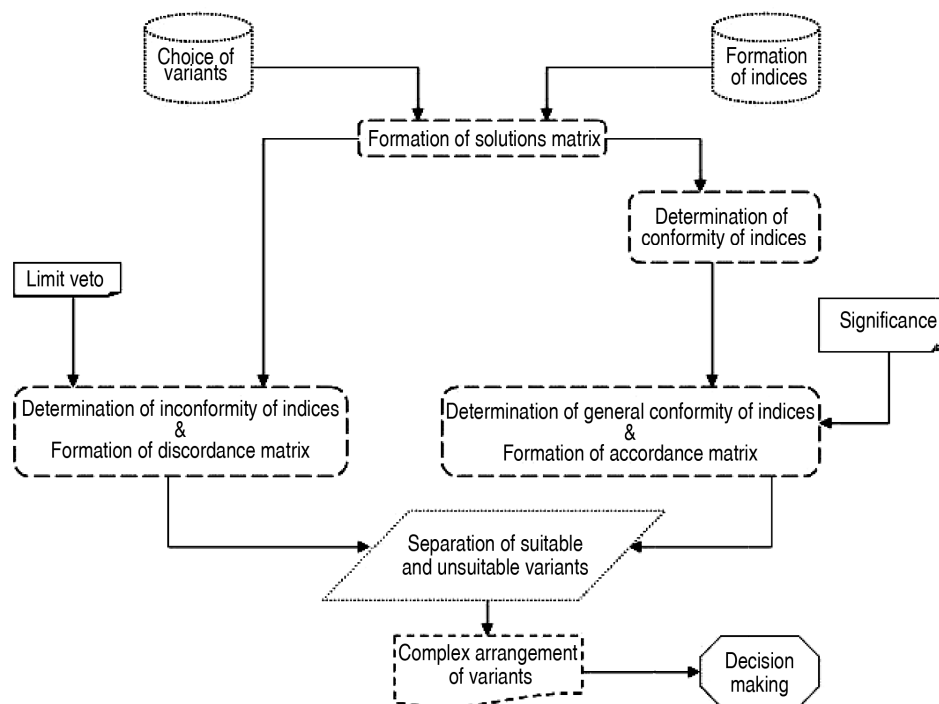 Choice of
variants
Formation
of indices
Formation of solutions matrix
Determination of
conformity of indices
Limit veto
Significance
Determination of inconformity of indices
&
Formation of discordance matrix
Determination of general conformity of indices
&
Formation of accordance matrix
Separation of suitable
and unsuitable variants
Complex arrangement
of variants
Decision
making